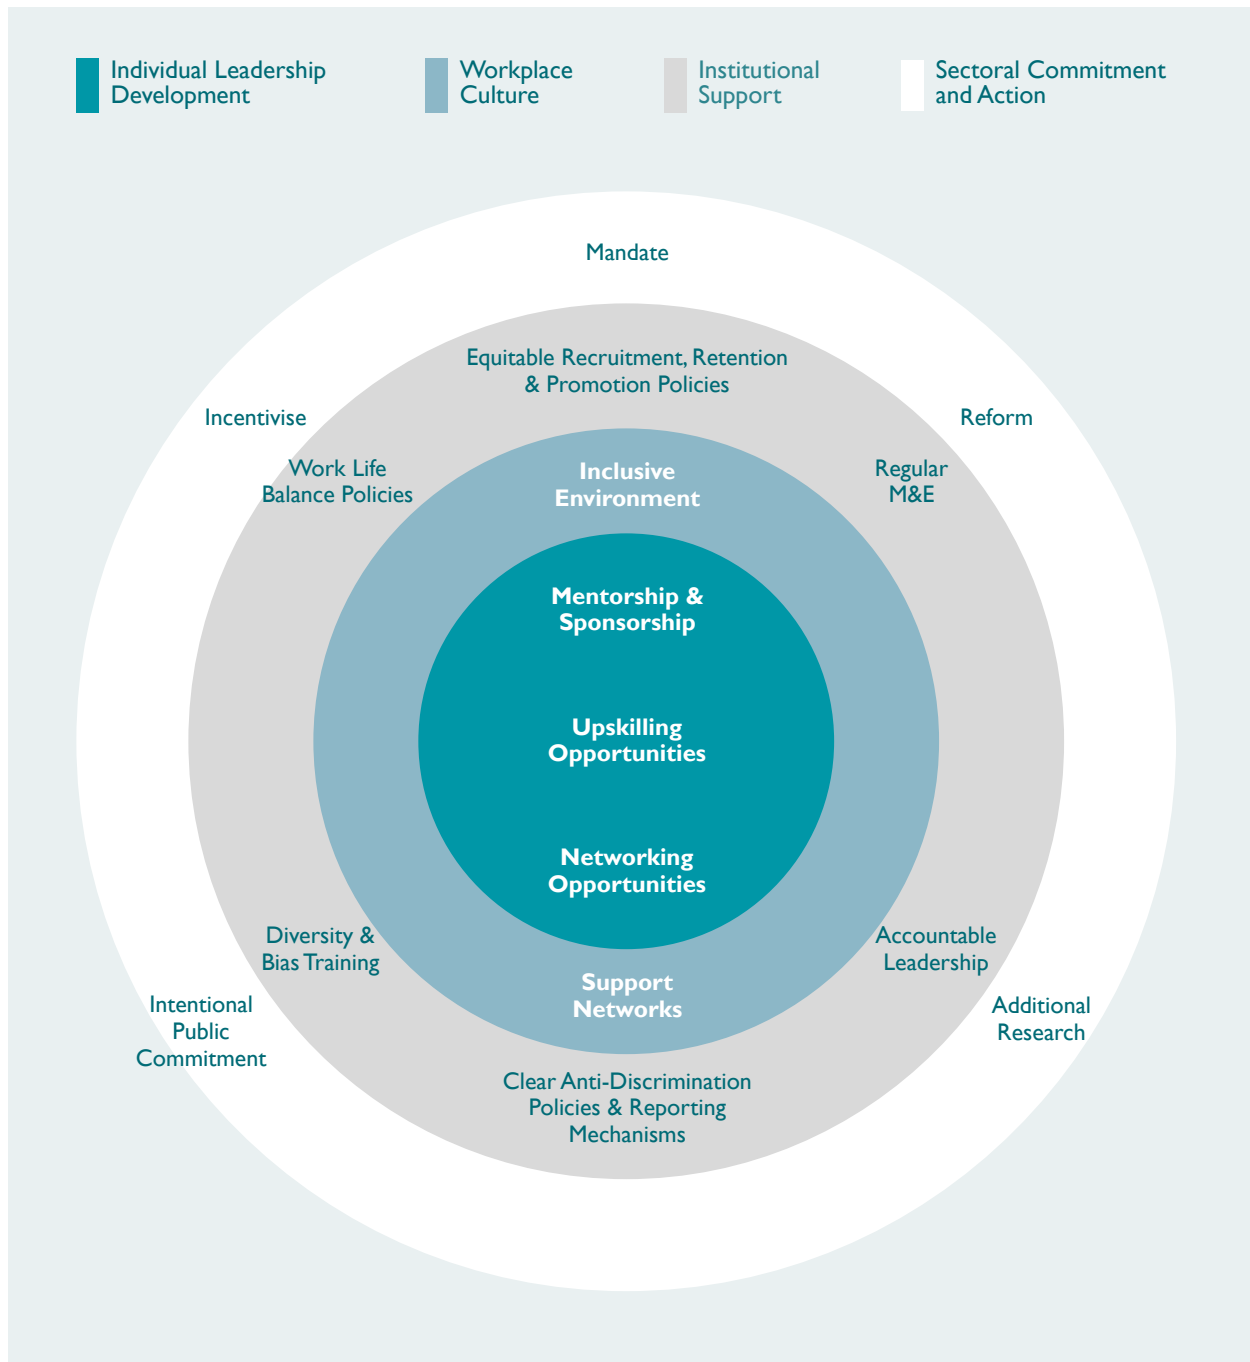 Individual Leadership
Development
Workplace
Culture
Institutional
Support
Sectoral Commitment
and Action
Mandate
Equitable Recruitment, Retention
& Promotion Policies
Incentivise
Reform
Work Life
Balance Policies
Regular
M&E
Inclusive
Environment
Mentorship &
Sponsorship
Upskilling
Opportunities
Networking
Opportunities
Diversity &
Bias Training
Accountable
Leadership
Support
Networks
Intentional
Public
Commitment
Additional
Research
Clear Anti-Discrimination
Policies & Reporting
Mechanisms